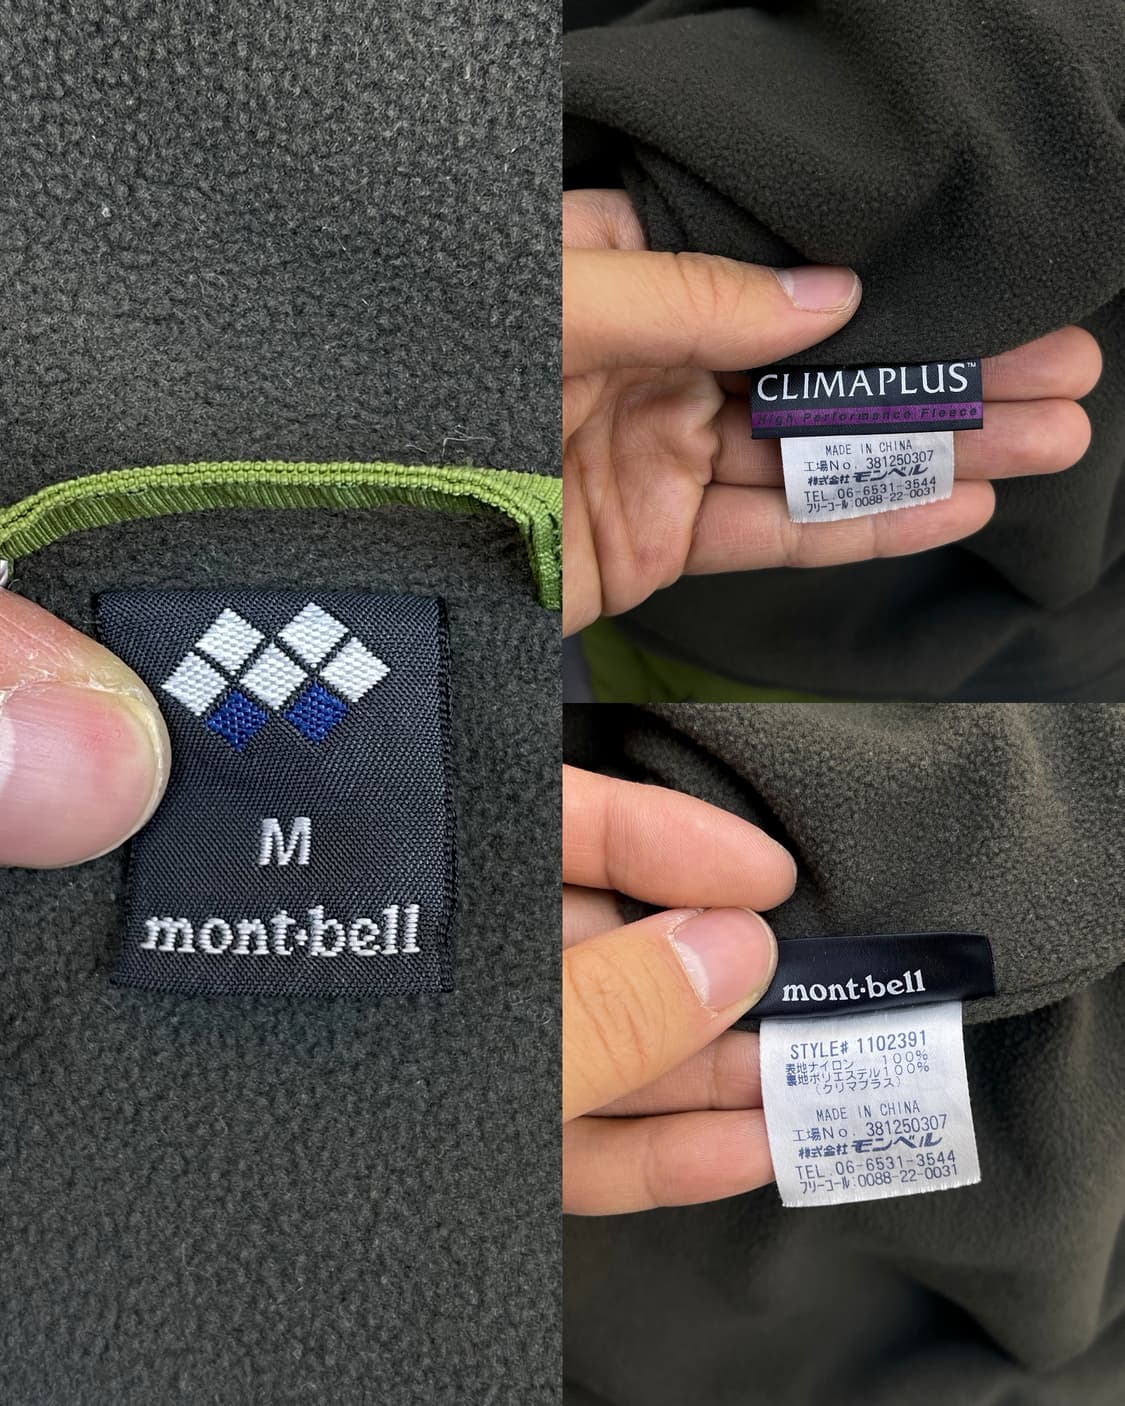 M
mont·bell
CLIMAPLUS™
High Performance Fleece
MADE IN CHINA
工場No. 381250307
株式会社モンベル
TEL.06-6531-3544
フリーコール:0088-22-0031
mont·bell
STYLE# 1102391
表地ナイロン 100%
裏地ポリエステル100%
(クリマプラス)
MADE IN CHINA
工場No. 381250307
株式会社モンベル
TEL.06-6531-3544
フリーコール:0088-22-0031